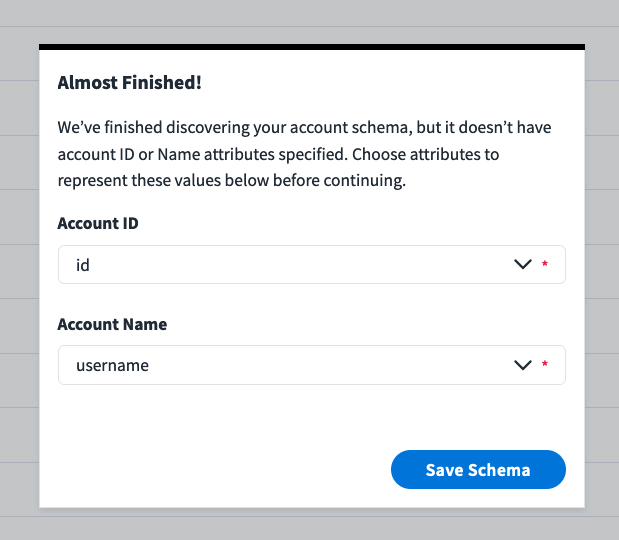 Almost Finished!
We’ve finished discovering your account schema, but it doesn’t have
account ID or Name attributes specified. Choose attributes to
represent these values below before continuing.
Account ID
id *
Account Name
username *
Save Schema